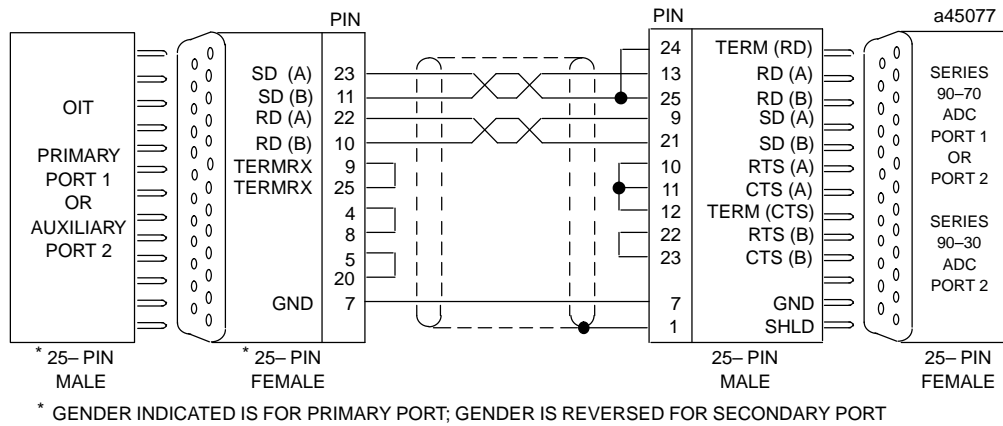 PIN
PIN
a45077
OIT
PRIMARY
PORT 1
OR
AUXILIARY
PORT 2
SD (A) 23
SD (B) 11
RD (A) 22
RD (B) 10
TERMRX 9
TERMRX 25
4
8
5
20
GND 7
24 TERM (RD)
13 RD (A)
25 RD (B)
9 SD (A)
21 SD (B)
10 RTS (A)
11 CTS (A)
12 TERM (CTS)
22 RTS (B)
23 CTS (B)
7 GND
1 SHLD
SERIES
90–70
ADC
PORT 1
OR
PORT 2
SERIES
90–30
ADC
PORT 2
* 25– PIN
MALE
* 25– PIN
FEMALE
25– PIN
MALE
25– PIN
FEMALE
* GENDER INDICATED IS FOR PRIMARY PORT; GENDER IS REVERSED FOR SECONDARY PORT